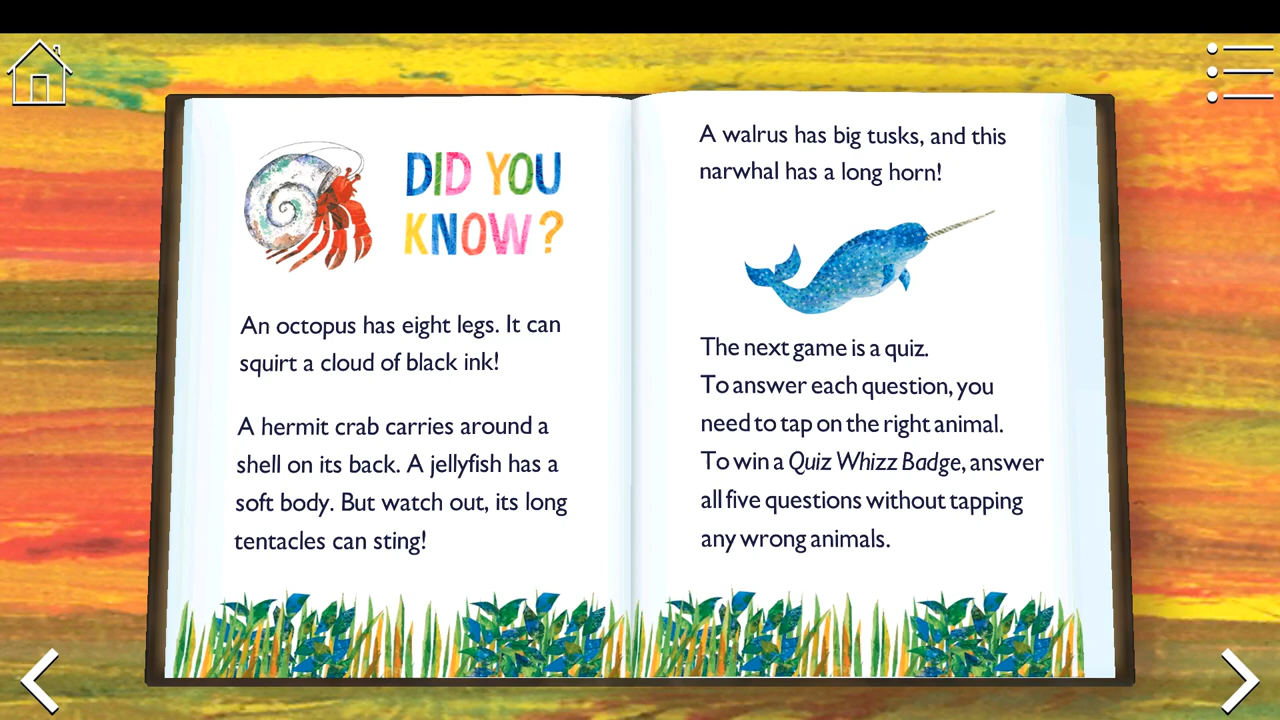 DID YOU
KNOW?
An octopus has eight legs. It can
squirt a cloud of black ink!
A hermit crab carries around a
shell on its back. A jellyfish has a
soft body. But watch out, its long
tentacles can sting!
A walrus has big tusks, and this
narwhal has a long horn!
The next game is a quiz.
To answer each question, you
need to tap on the right animal.
To win a Quiz Whizz Badge, answer
all five questions without tapping
any wrong animals.